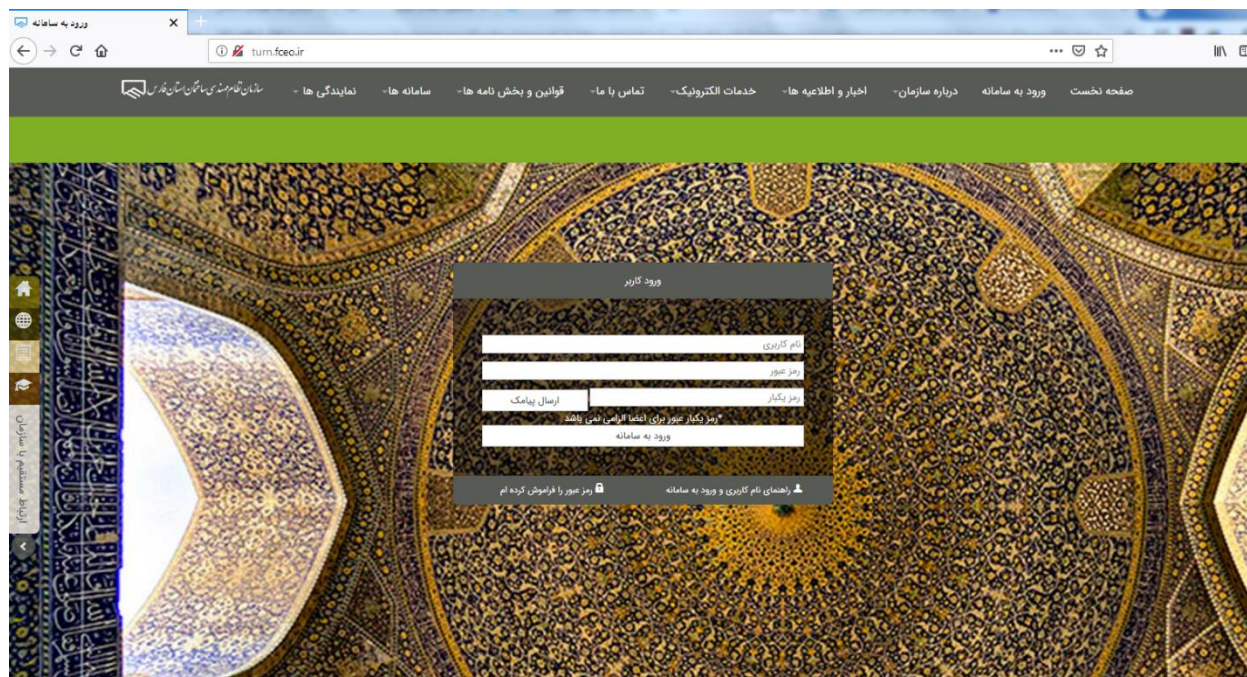 ورود به سامانه
turn.fceo.ir
صفحه نخست ورود به سامانه درباره سازمان اخبار و اطلاعیه ها خدمات الکترونیک تماس با ما قوانین و بخش نامه ها سامانه ها نمایندگی ها سازمان نظام مهندسی ساختمان استان فارس
ورود کاربر
نام کاربری
رمز عبور
رمز یکبار ارسال پیامک
*رمز یکبار عبور برای اعضا الزامی نمی باشد
ورود به سامانه
راهنمای نام کاربری و ورود به سامانه رمز عبور را فراموش کرده ام
ارتباط مستقیم با سازمان